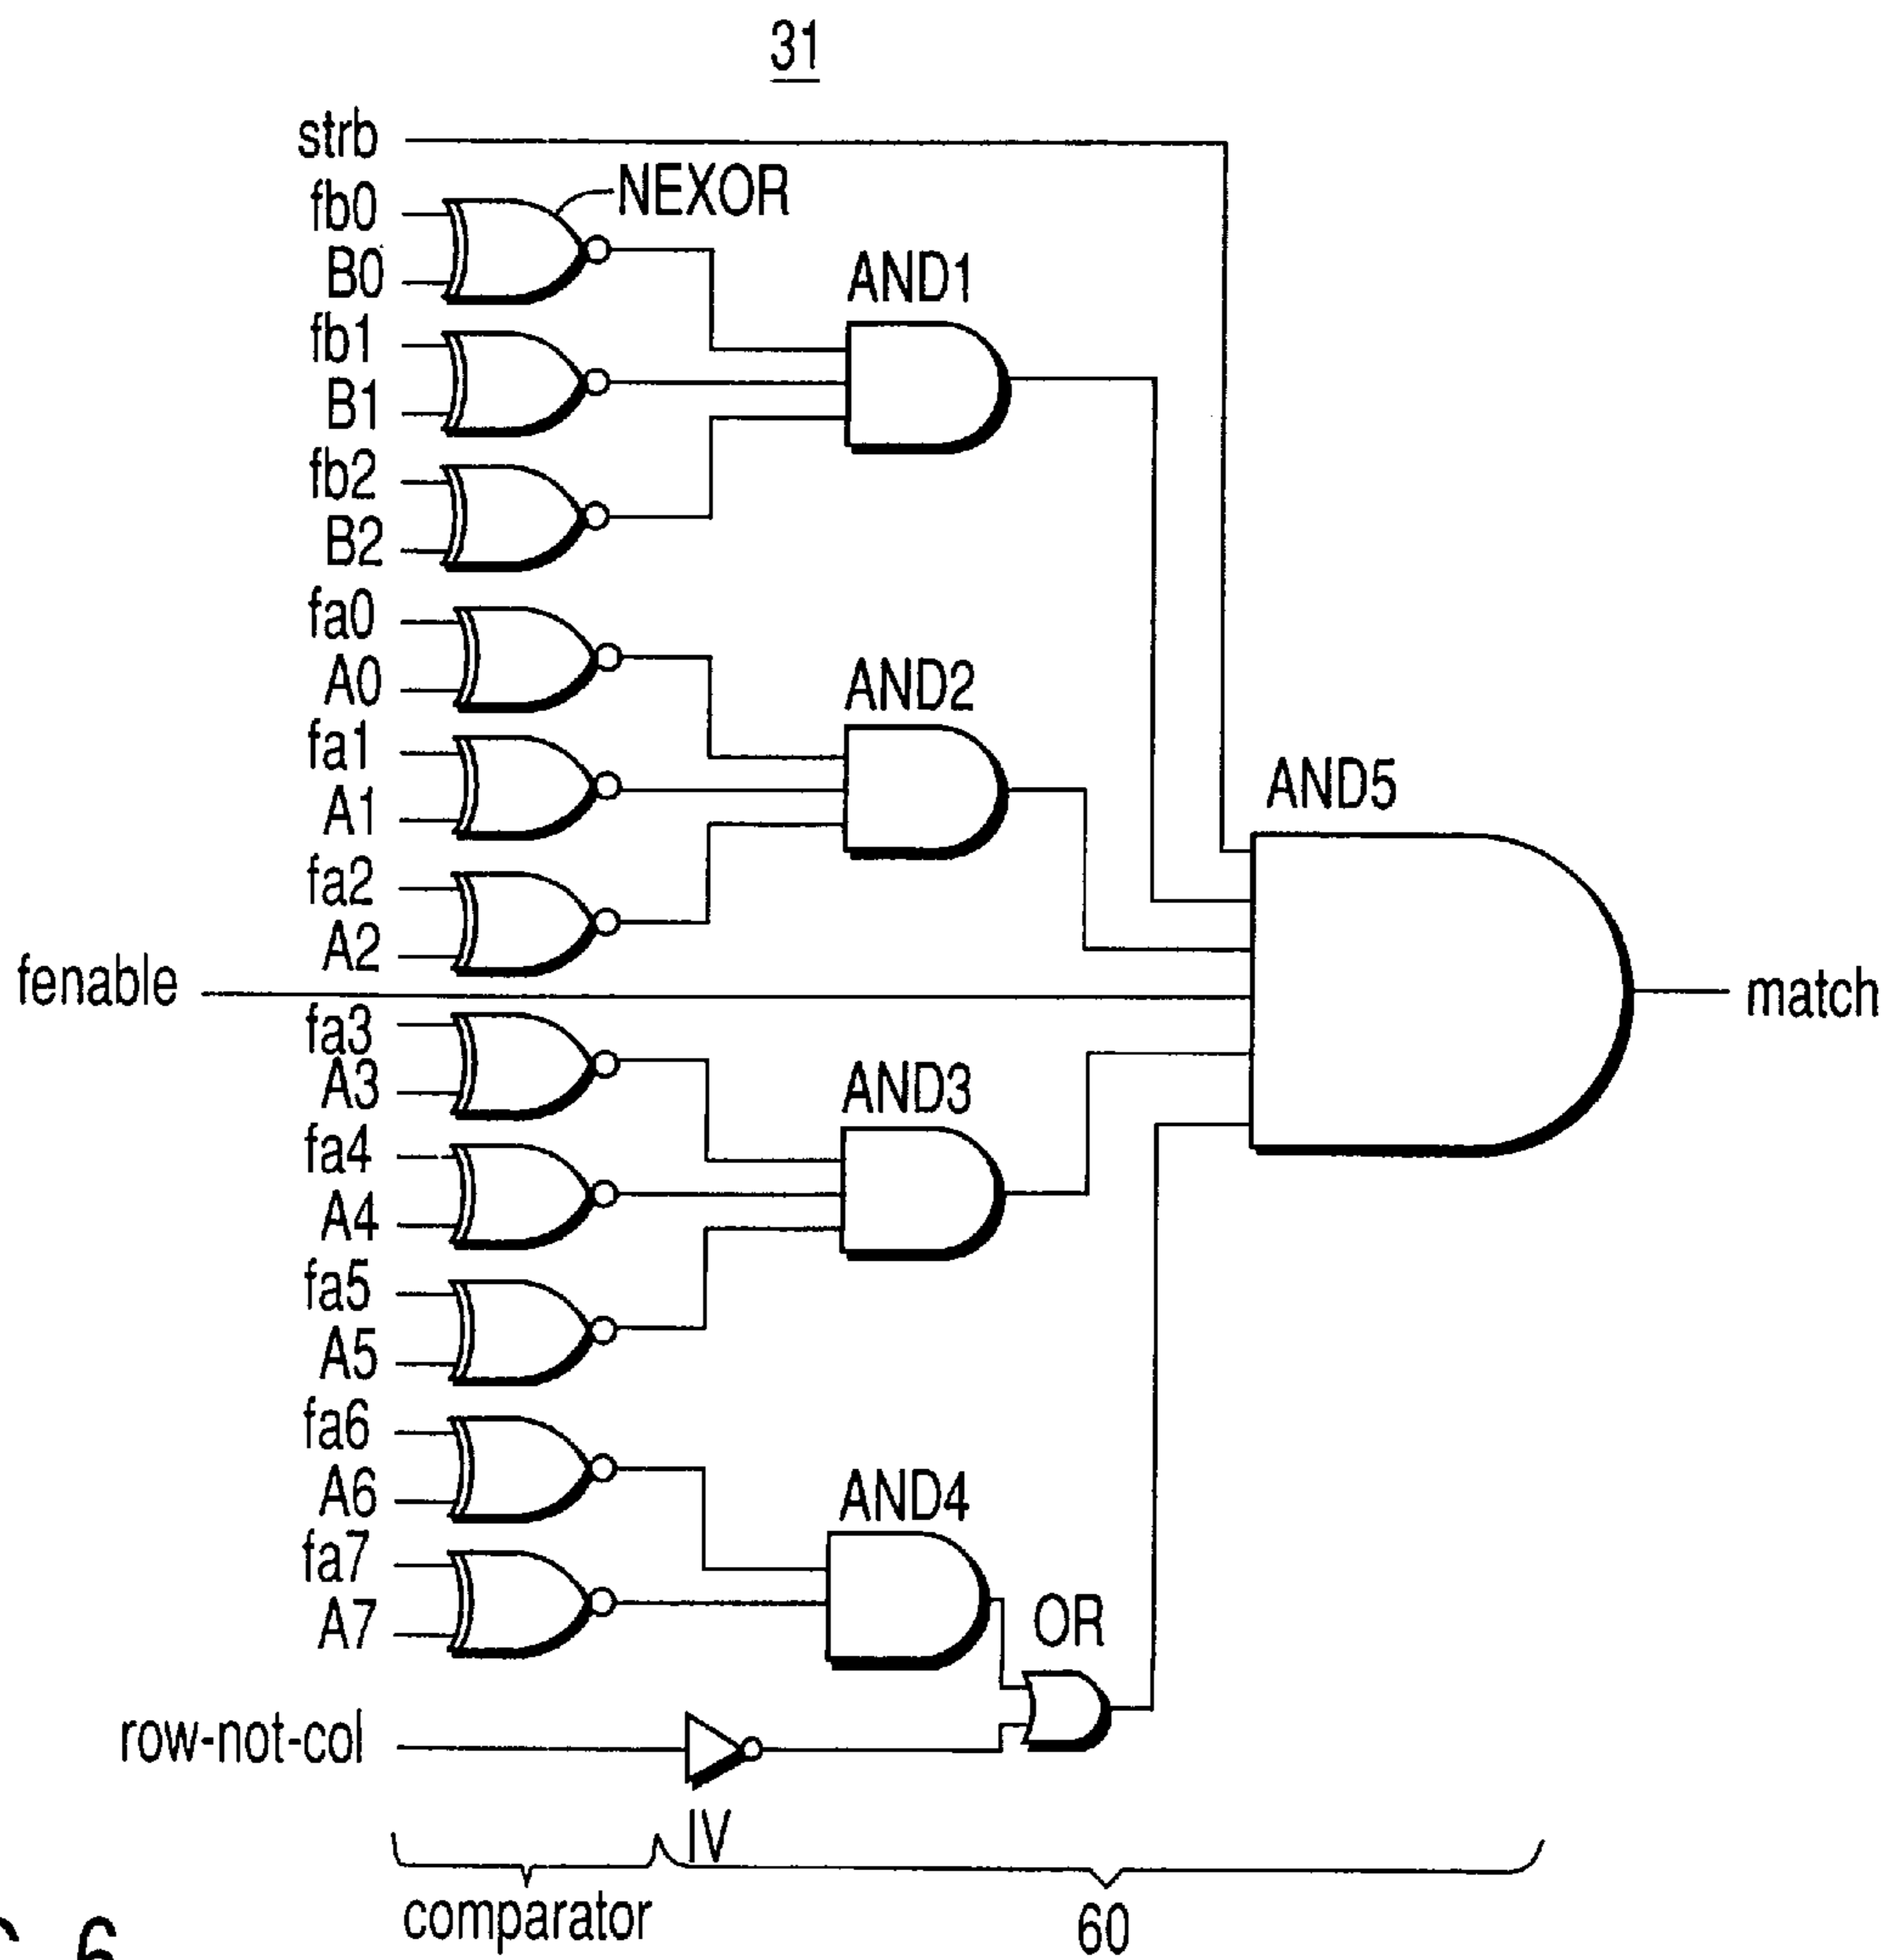 31
strb
NEXOR
fb0
B0
AND1
fb1
B1
fb2
B2
fa0
A0
AND2
fa1
A1
AND5
fa2
A2
fenable
match
fa3
A3
AND3
fa4
A4
fa5
A5
fa6
A6
AND4
fa7
A7
OR
row-not-col
IV
comparator
60
6